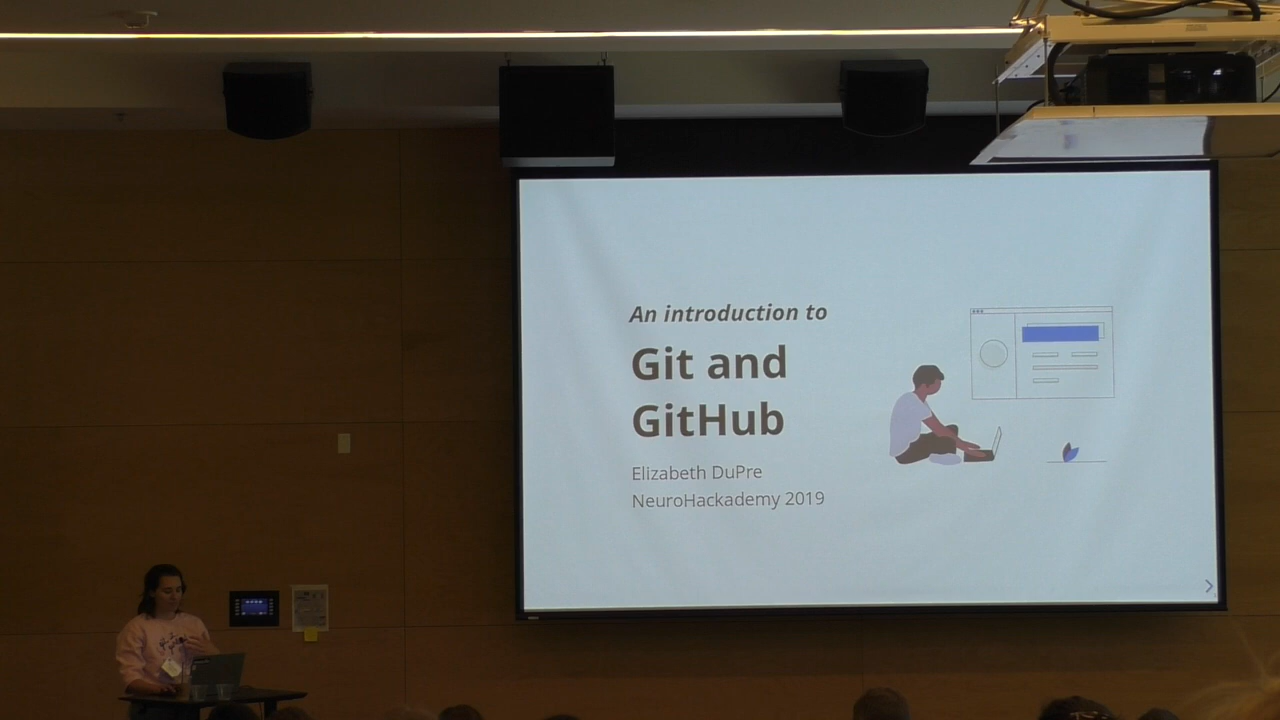 An introduction to
Git and
GitHub
Elizabeth DuPre
NeuroHackademy 2019